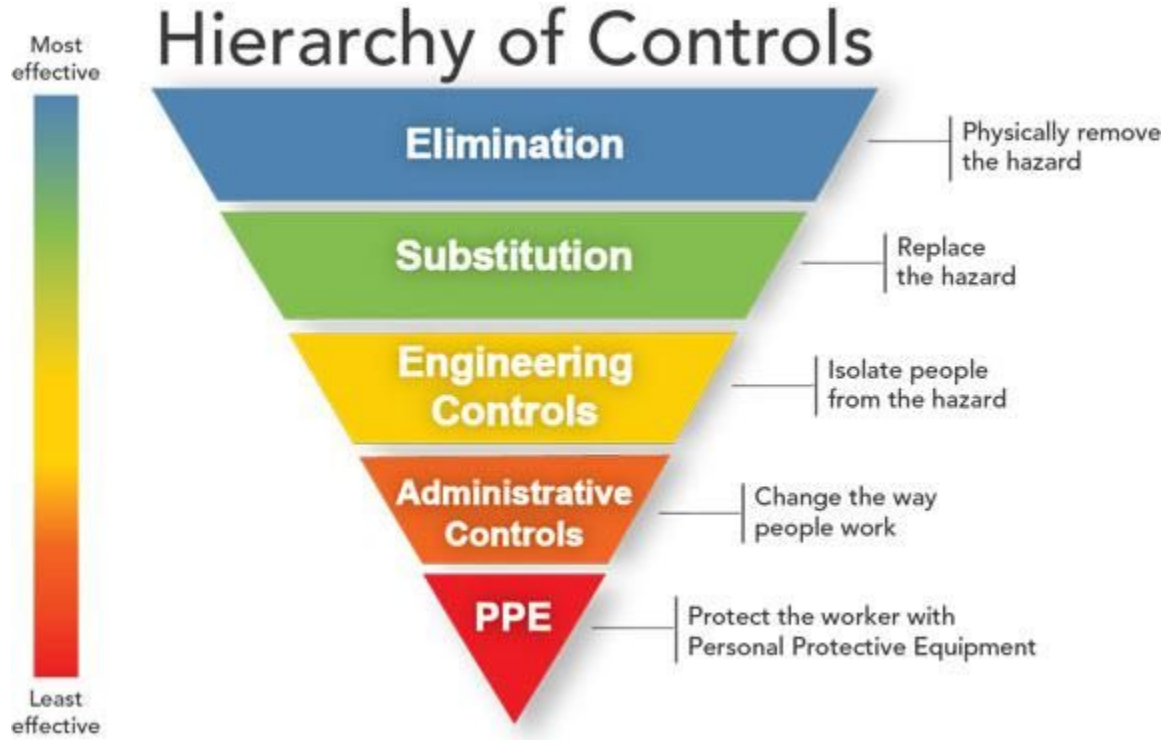 Hierarchy of Controls
Most
effective
Elimination
Physically remove
the hazard
Substitution
Replace
the hazard
Engineering
Controls
Isolate people
from the hazard
Administrative
Controls
Change the way
people work
PPE
Protect the worker with
Personal Protective Equipment
Least
effective